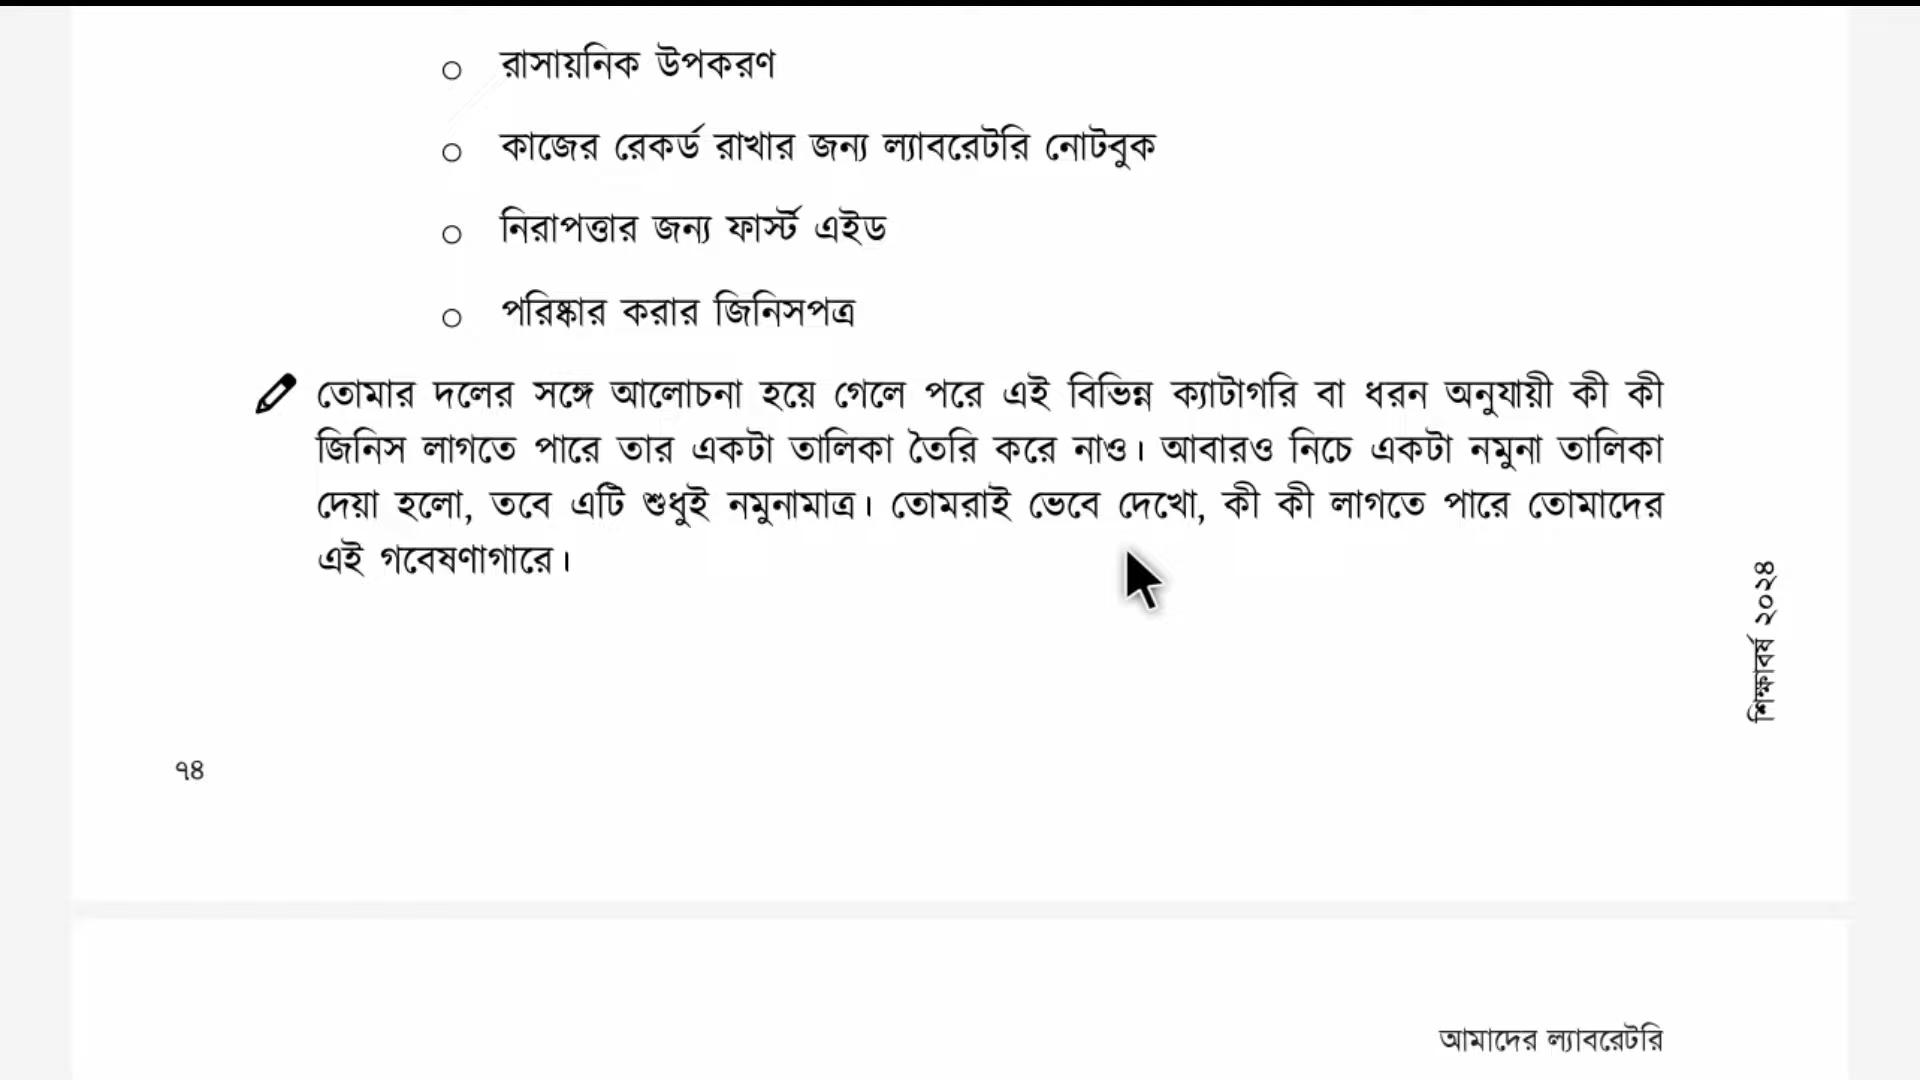 রাসায়নিক উপকরণ
কাজের রেকর্ড রাখার জন্য ল্যাবরেটরি নোটবুক
নিরাপত্তার জন্য ফার্স্ট এইড
পরিষ্কার করার জিনিসপত্র
তোমার দলের সঙ্গে আলোচনা হয়ে গেলে পরে এই বিভিন্ন ক্যাটাগরি বা ধরন অনুযায়ী কী কী
জিনিস লাগতে পারে তার একটা তালিকা তৈরি করে নাও। আবারও নিচে একটা নমুনা তালিকা
দেয়া হলো, তবে এটি শুধুই নমুনামাত্র। তোমরাই ভেবে দেখো, কী কী লাগতে পারে তোমাদের
এই গবেষণাগারে।
শিক্ষাবর্ষ ২০২৪
৭৪
আমাদের ল্যাবরেটরি